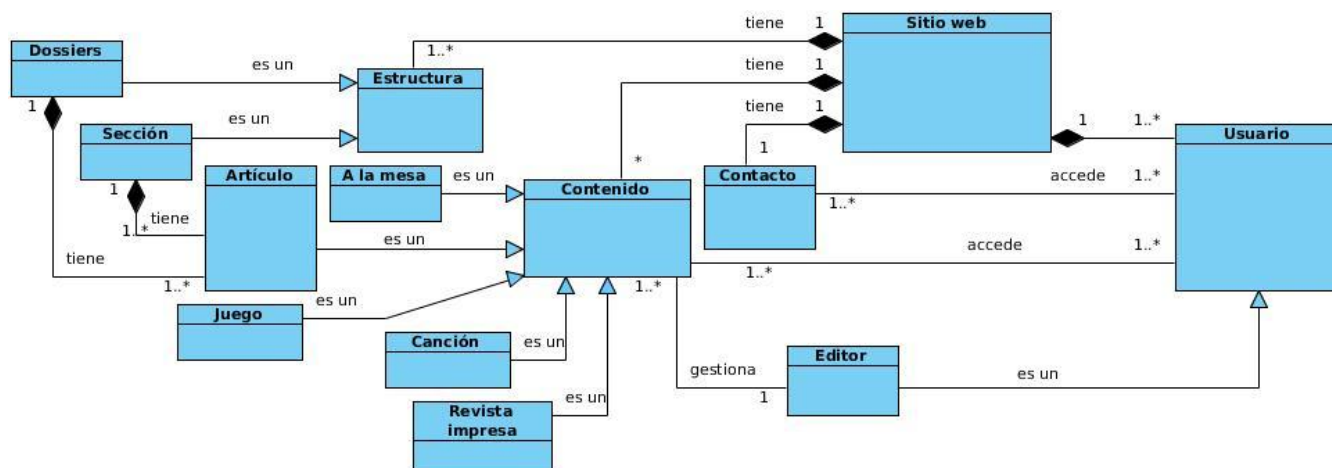 tiene
1
Sitio web
Dossiers
1..*
es un
Estructura
tiene
1
1
tiene
1
Sección
es un
1
1..*
Usuario
1
Artículo
A la mesa
es un
*
Contenido
1
Contacto
accede
1..*
1..*
tiene
1..*
es un
accede
1..*
tiene
1..*
1..*
1..*
es un
Juego
Canción
es un
Editor
gestiona
1
es un
es un
Revista
impresa